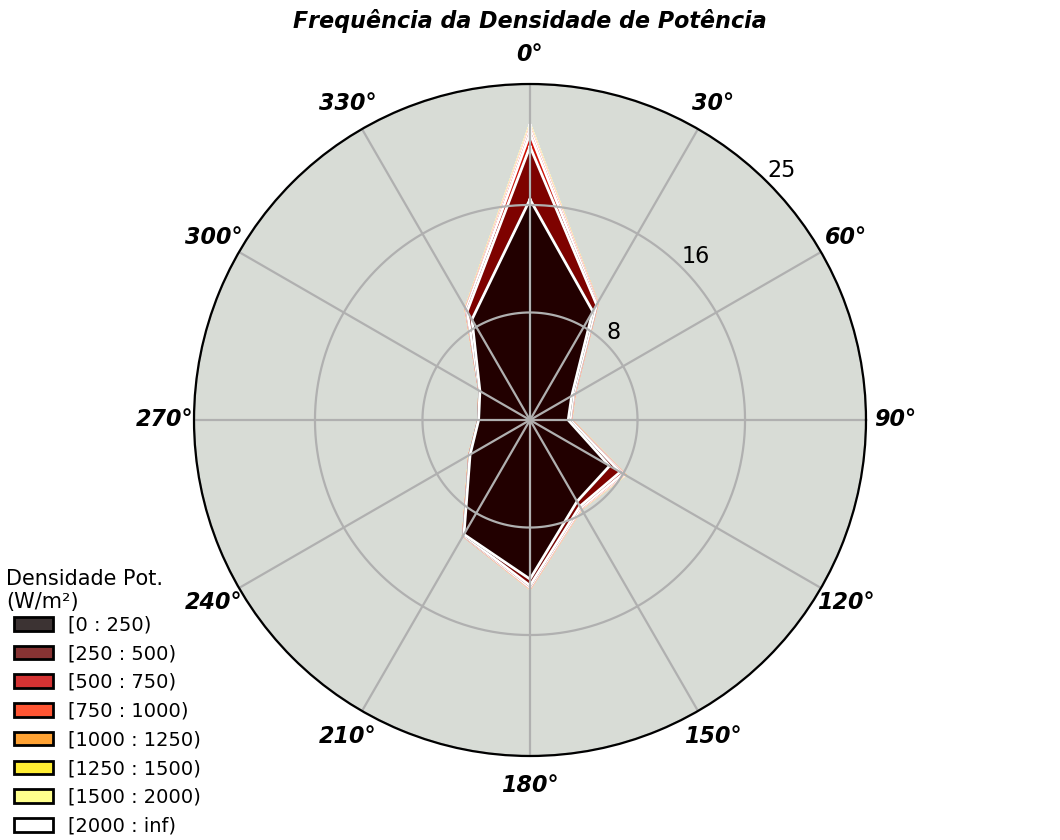 Frequência da Densidade de Potência
0°
330°
30°
25
300°
60°
16
8
270°
90°
Densidade Pot.
(W/m²)
240°
120°
[0 : 250)
[250 : 500)
[500 : 750)
[750 : 1000)
[1000 : 1250)
[1250 : 1500)
[1500 : 2000)
[2000 : inf)
210°
150°
180°